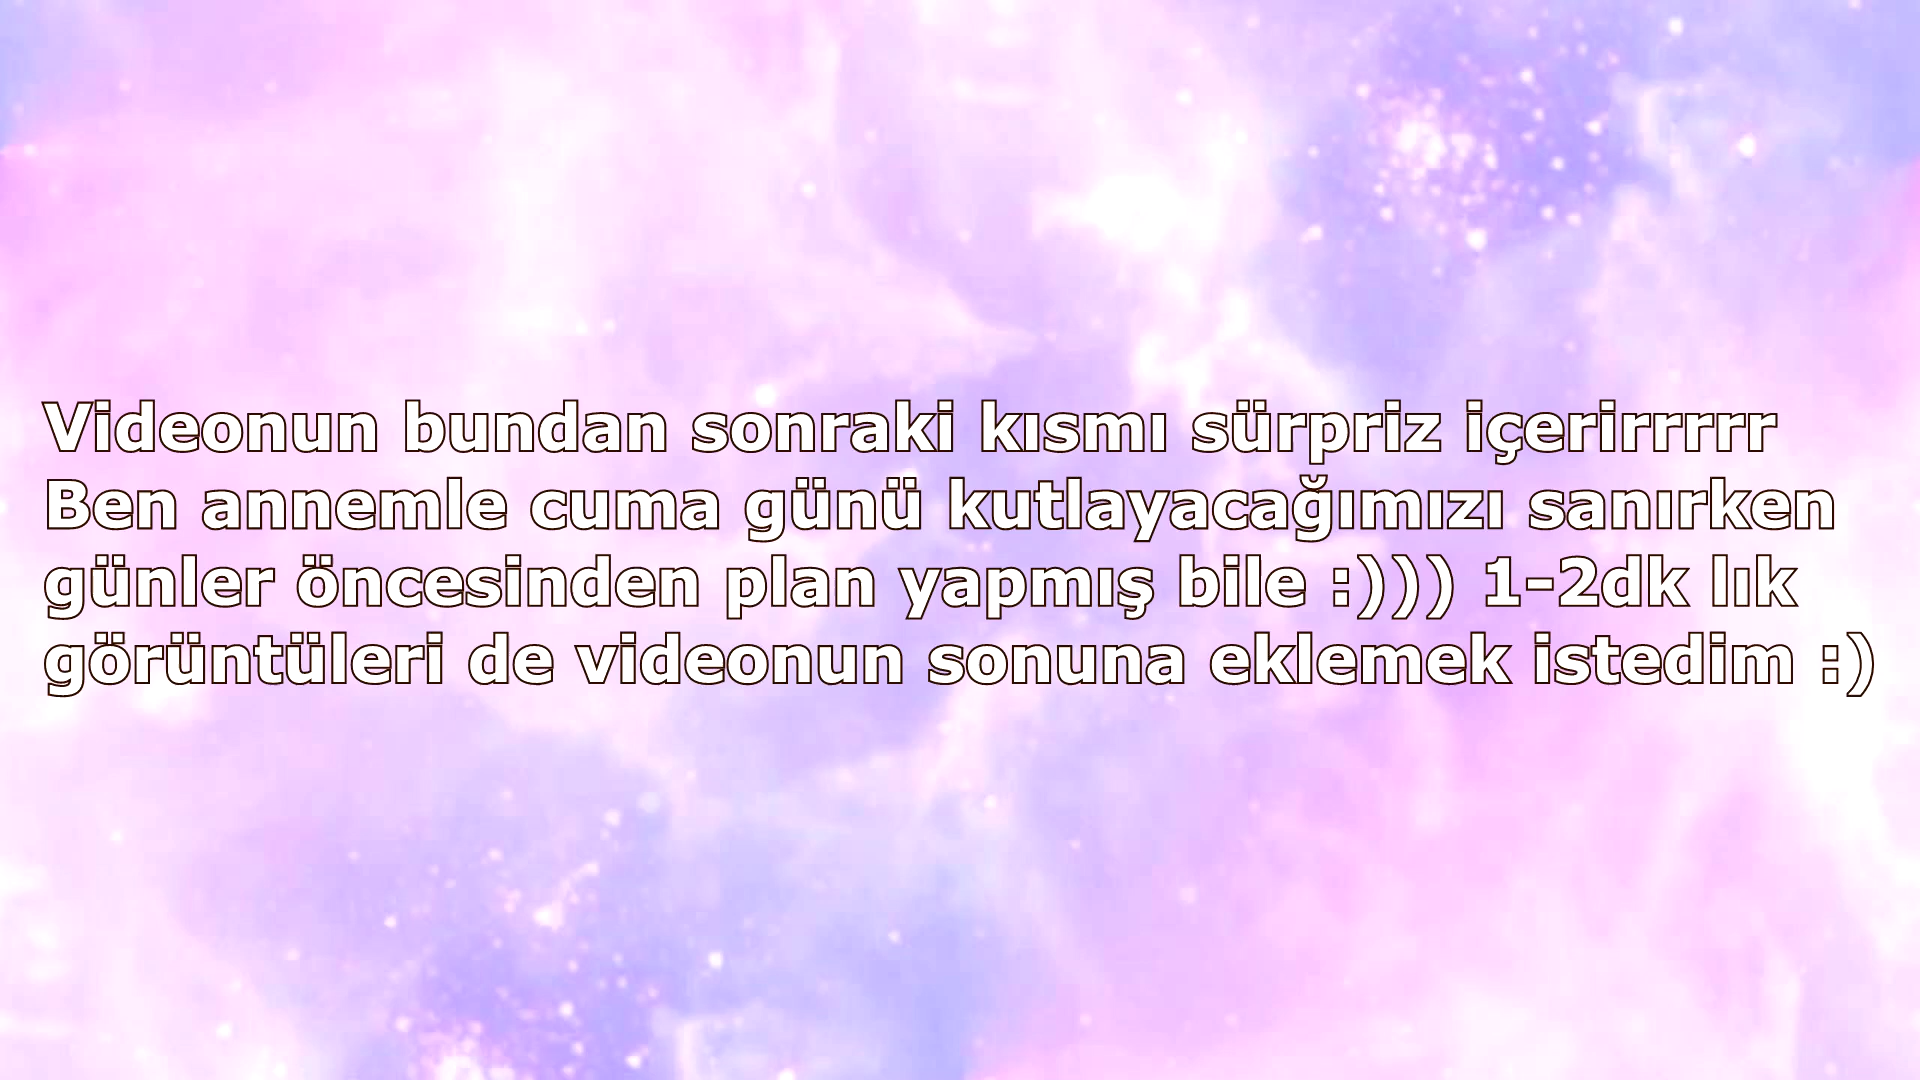 Videonun bundan sonraki kısmı sürpriz içerirrrrr
Ben annemle cuma günü kutlayacağımızı sanırken
günler öncesinden plan yapmış bile :))) 1-2dk lık
görüntüleri de videonun sonuna eklemek istedim :)